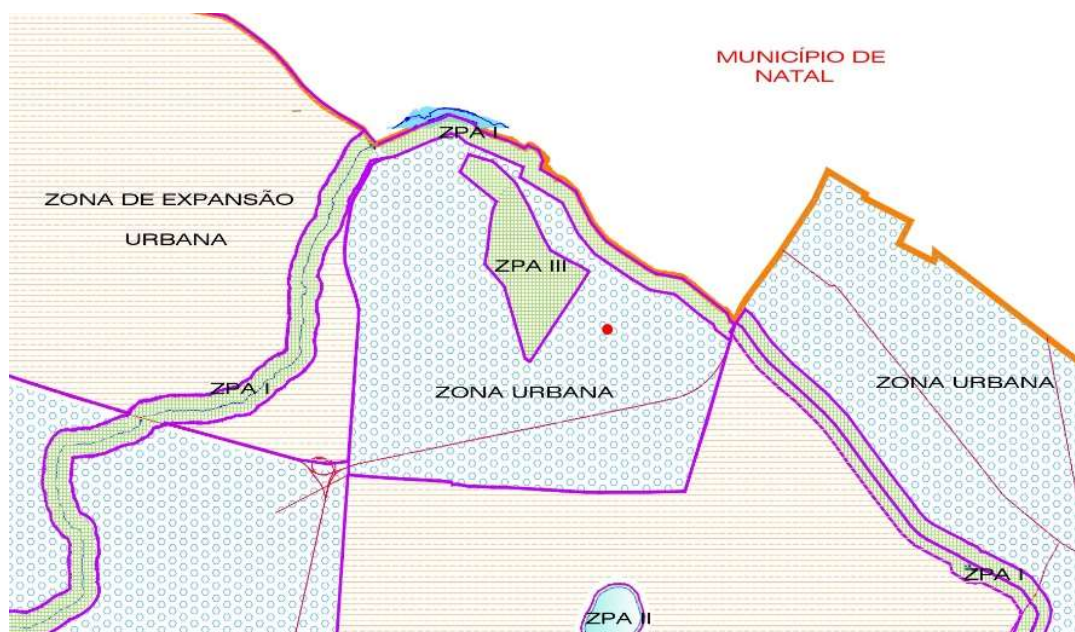 MUNICÍPIO DE
NATAL
ZPA I
ZONA DE EXPANSÃO
URBANA
ZPA III
ZPA I
ZONA URBANA
ZONA URBANA
ZPA I
ZPA II